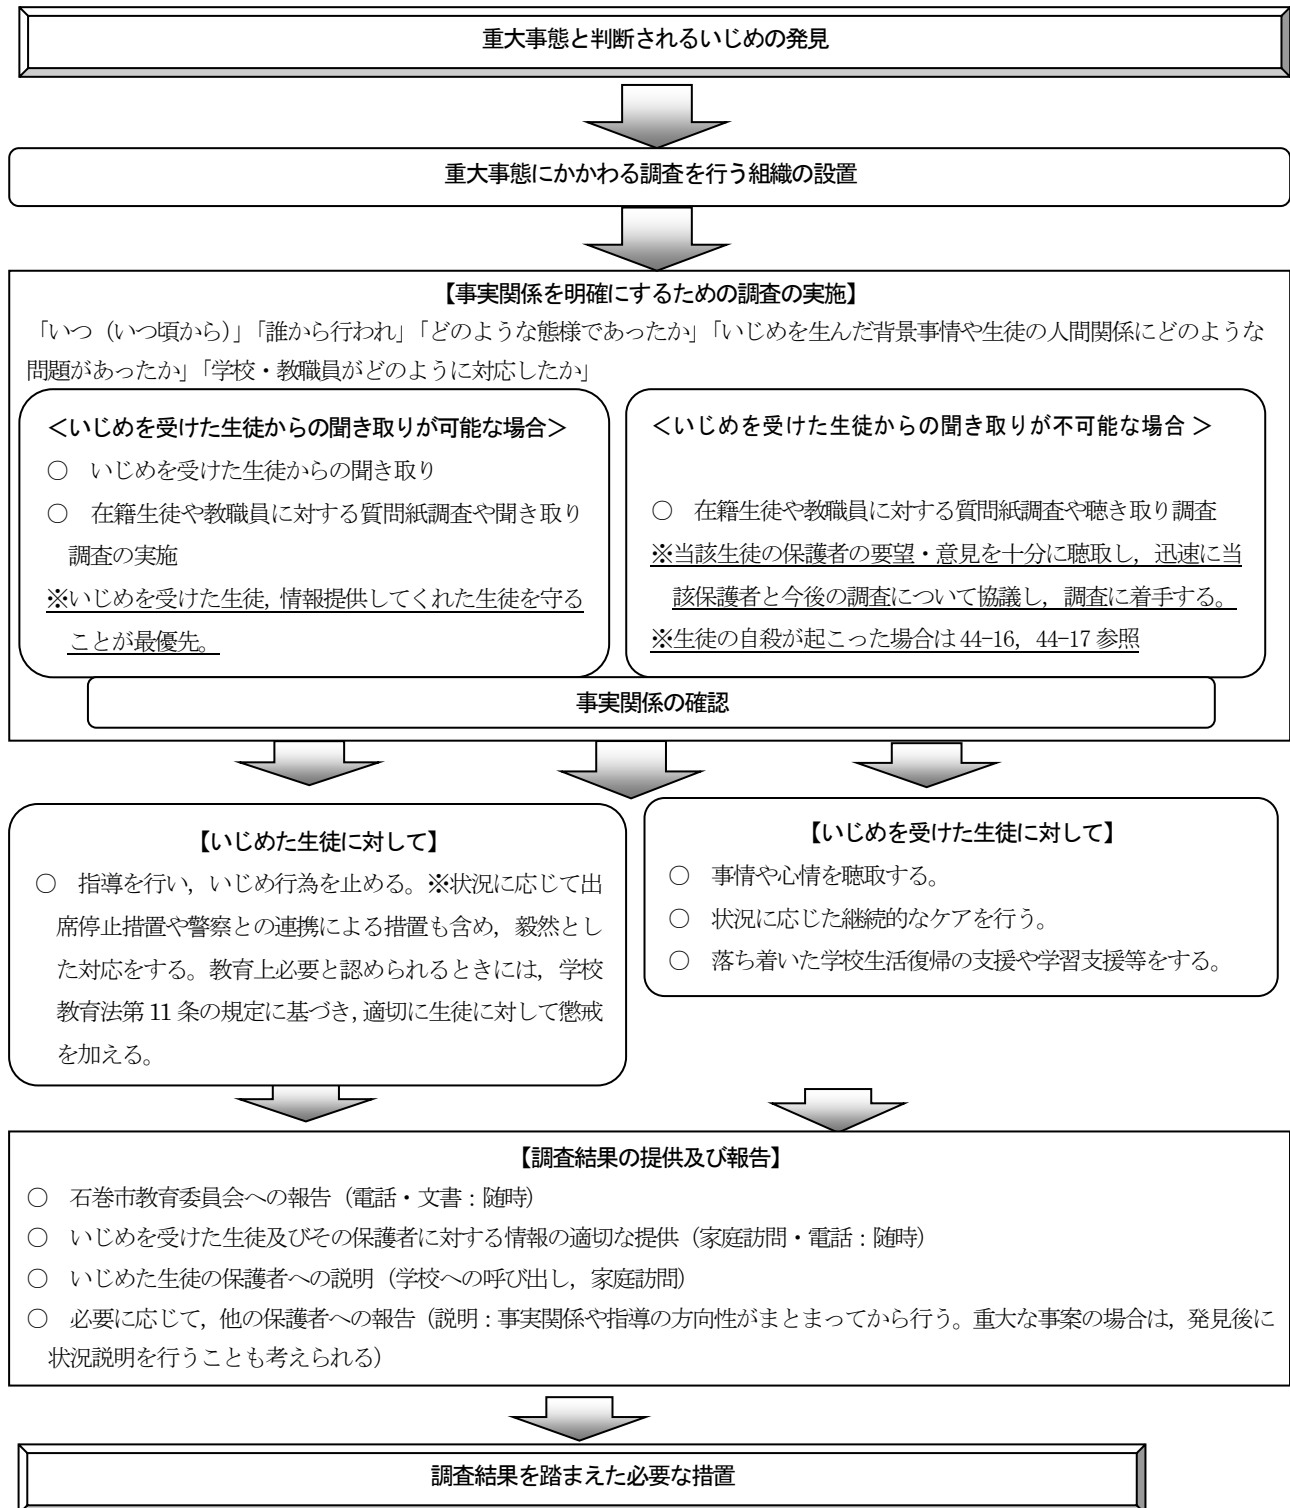 重大事態と判断されるいじめの発見
重大事態にかかわる調査を行う組織の設置
【事実関係を明確にするための調査の実施】
「いつ（いつ頃から）」「誰から行われ」「どのような態様であったか」「いじめを生んだ背景事情や生徒の人間関係にどのような
問題があったか」「学校・教職員がどのように対応したか」
＜いじめを受けた生徒からの聞き取りが可能な場合＞
○　いじめを受けた生徒からの聞き取り
○　在籍生徒や教職員に対する質問紙調査や聞き取り
調査の実施
※いじめを受けた生徒，情報提供してくれた生徒を守る
ことが最優先。
＜いじめを受けた生徒からの聞き取りが不可能な場合 ＞
○　在籍生徒や教職員に対する質問紙調査や聴き取り調査
※当該生徒の保護者の要望・意見を十分に聴取し，迅速に当
該保護者と今後の調査について協議し，調査に着手する。
※生徒の自殺が起こった場合は 44-16，44-17 参照
事実関係の確認
【いじめた生徒に対して】
○　指導を行い，いじめ行為を止める。※状況に応じて出
席停止措置や警察との連携による措置も含め，毅然とし
た対応をする。教育上必要と認められるときには，学校
教育法第 11 条の規定に基づき，適切に生徒に対して懲戒
を加える。
【いじめを受けた生徒に対して】
○　事情や心情を聴取する。
○　状況に応じた継続的なケアを行う。
○　落ち着いた学校生活復帰の支援や学習支援等をする。
【調査結果の提供及び報告】
○　石巻市教育委員会への報告（電話・文書：随時）
○　いじめを受けた生徒及びその保護者に対する情報の適切な提供（家庭訪問・電話：随時）
○　いじめた生徒の保護者への説明（学校への呼び出し，家庭訪問）
○　必要に応じて，他の保護者への報告（説明：事実関係や指導の方向性がまとまってから行う。重大な事案の場合は，発見後に
状況説明を行うことも考えられる）
調査結果を踏まえた必要な措置